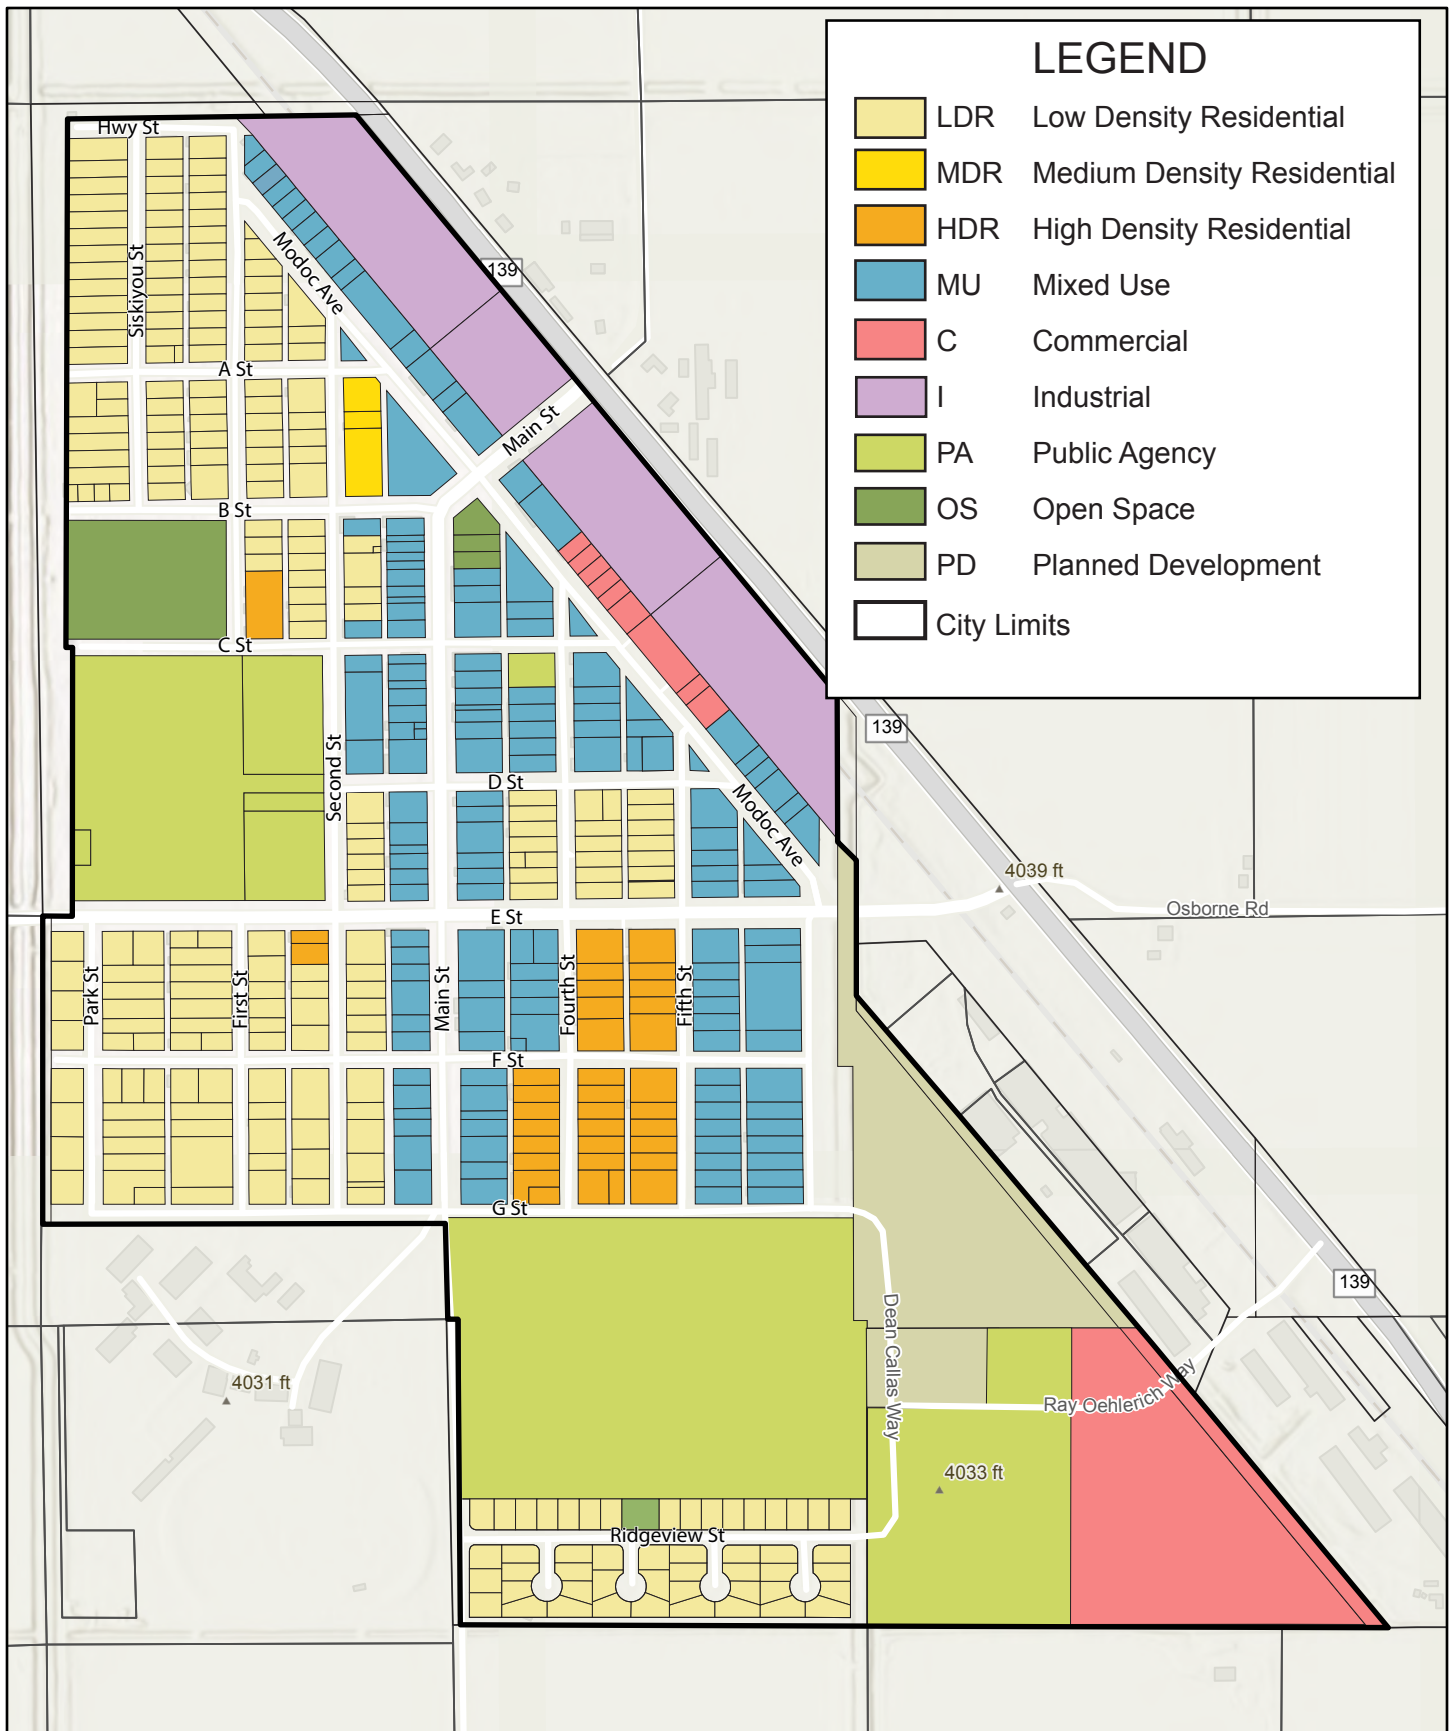 LEGEND
LDR Low Density Residential
MDR Medium Density Residential
HDR High Density Residential
MU Mixed Use
C Commercial
I Industrial
PA Public Agency
OS Open Space
PD Planned Development
City Limits
Hwy St
Siskiyou St
Modoc Ave
139
A St
Main St
B St
C St
Second St
139
D St
Modoc Ave
4039 ft
Osborne Rd
E St
Park St
First St
Main St
Fourth St
Fifth St
F St
G St
139
Dean Callas Way
4031 ft
Ray Oehlerich Way
4033 ft
Ridgeview St